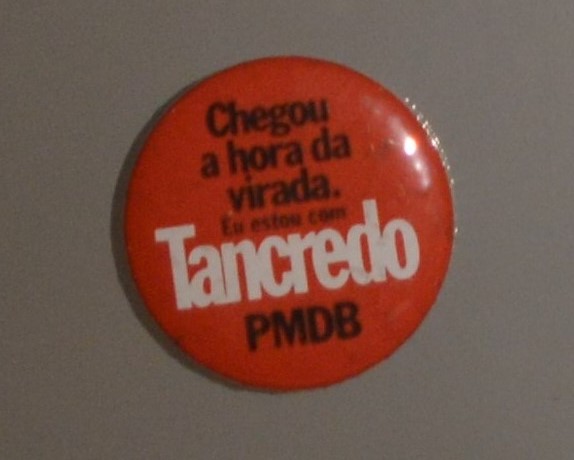 Chegou
a hora da
virada.
Eu estou com
Tancredo
PMDB